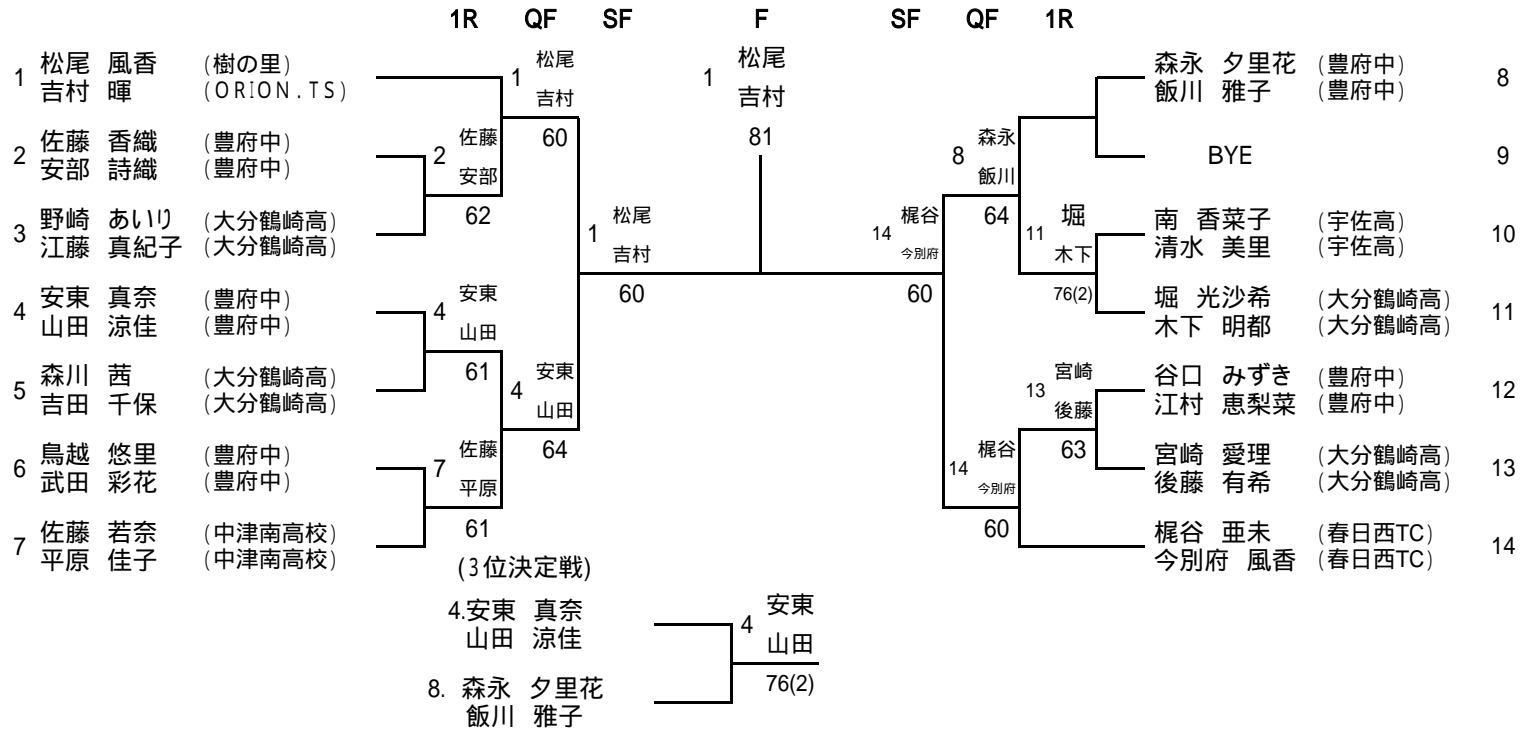 1R QF SF F SF QF 1R
1 松尾 風香 (樹の里)
吉村 暉 (ORION.TS)
2 佐藤 香織 (豊府中)
安部 詩織 (豊府中)
3 野崎 あいり (大分鶴崎高)
江藤 真紀子 (大分鶴崎高)
4 安東 真奈 (豊府中)
山田 涼佳 (豊府中)
5 森川 茜 (大分鶴崎高)
吉田 千保 (大分鶴崎高)
6 鳥越 悠里 (豊府中)
武田 彩花 (豊府中)
7 佐藤 若奈 (中津南高校)
平原 佳子 (中津南高校)
2 佐藤
安部
62
4 安東
山田
61
7 佐藤
平原
61
1 松尾
吉村
60
4 安東
山田
64
1 松尾
吉村
60
1 松尾
吉村
81
14 梶谷
今別府
60
8 森永
飯川
64
14 梶谷
今別府
60
11 堀
木下
76(2)
13 宮崎
後藤
63
森永 夕里花 (豊府中) 8
飯川 雅子 (豊府中)
BYE 9
南 香菜子 (宇佐高) 10
清水 美里 (宇佐高)
堀 光沙希 (大分鶴崎高) 11
木下 明都 (大分鶴崎高)
谷口 みずき (豊府中) 12
江村 恵梨菜 (豊府中)
宮崎 愛理 (大分鶴崎高) 13
後藤 有希 (大分鶴崎高)
梶谷 亜未 (春日西TC) 14
今別府 風香 (春日西TC)
(3位決定戦)
4.安東 真奈
山田 涼佳
8. 森永 夕里花
飯川 雅子
4 安東
山田
76(2)